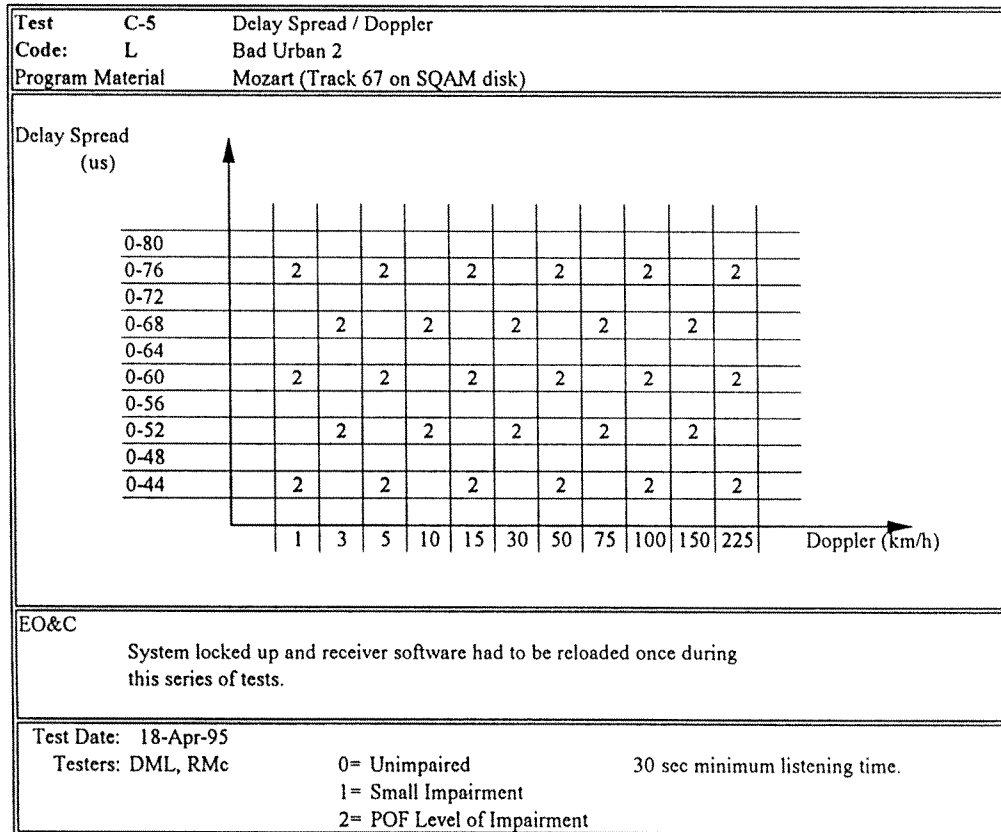 Test C-5 Delay Spread / Doppler
Code: L Bad Urban 2
Program Material Mozart (Track 67 on SQAM disk)
Delay Spread
(us)
0-80
0-76 2 2 2 2 2 2
0-72
0-68 2 2 2 2 2
0-64
0-60 2 2 2 2 2 2
0-56
0-52 2 2 2 2 2
0-48
0-44 2 2 2 2 2 2
1 3 5 10 15 30 50 75 100 150 225 Doppler (km/h)
EO&C
System locked up and receiver software had to be reloaded once during
this series of tests.
Test Date: 18-Apr-95
Testers: DML, RMc 0= Unimpaired 30 sec minimum listening time.
1= Small Impairment
2= POF Level of Impairment